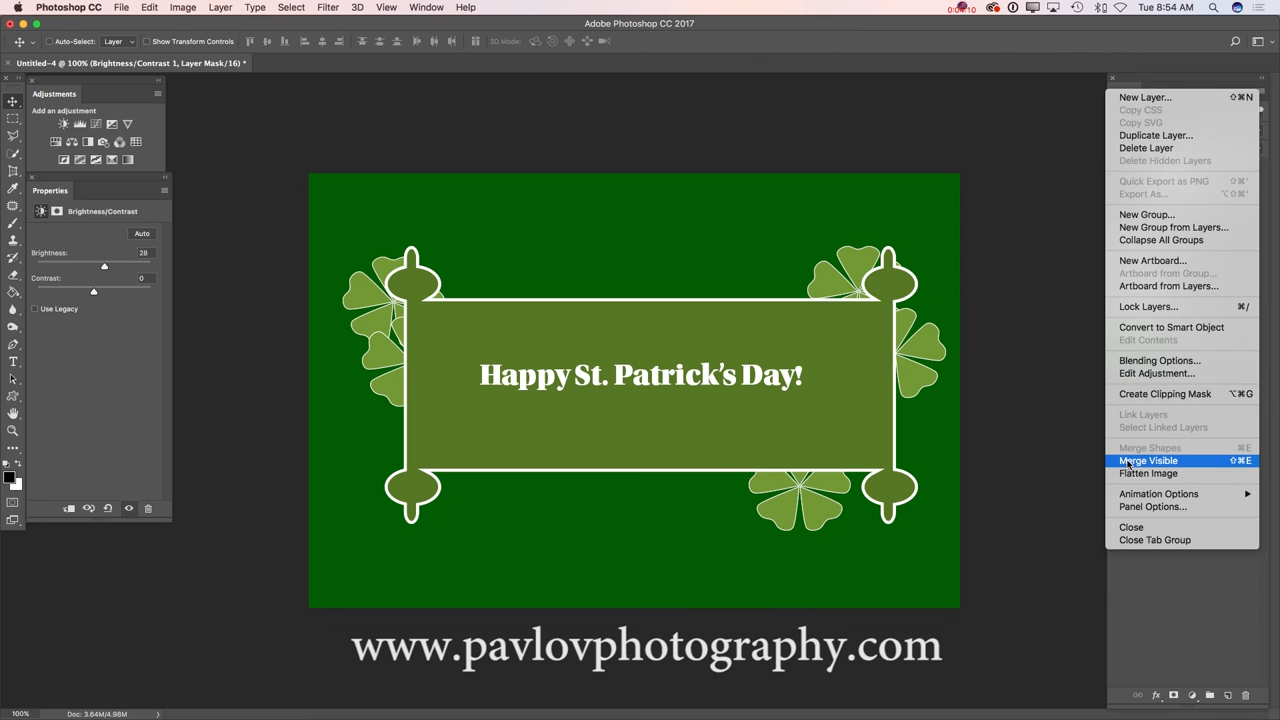 Photoshop CC File Edit Image Layer Type Select Filter 3D View Window Help
04:10 Tue 8:54 AM
Adobe Photoshop CC 2017
Auto-Select: Layer Show Transform Controls 3D Mode:
Untitled-4 @ 100% (Brightness/Contrast 1, Layer Mask/16) *
Adjustments
Add an adjustment
Properties
Brightness/Contrast
Auto
Brightness: 28
Contrast: 0
Use Legacy
Happy St. Patrick's Day!
www.pavlovphotography.com
New Layer... ⇧⌘N
Copy CSS
Copy SVG
Duplicate Layer...
Delete Layer
Delete Hidden Layers
Quick Export as PNG ⇧⌘'
Export As... ⌥⇧⌘'
New Group...
New Group from Layers...
Collapse All Groups
New Artboard...
Artboard from Group...
Artboard from Layers...
Lock Layers... ⌘/
Convert to Smart Object
Edit Contents
Blending Options...
Edit Adjustment...
Create Clipping Mask ⌥⌘G
Link Layers
Select Linked Layers
Merge Shapes ⌘E
Merge Visible ⇧⌘E
Flatten Image
Animation Options
Panel Options...
Close
Close Tab Group
fx
100% Doc: 3.64M/4.98M